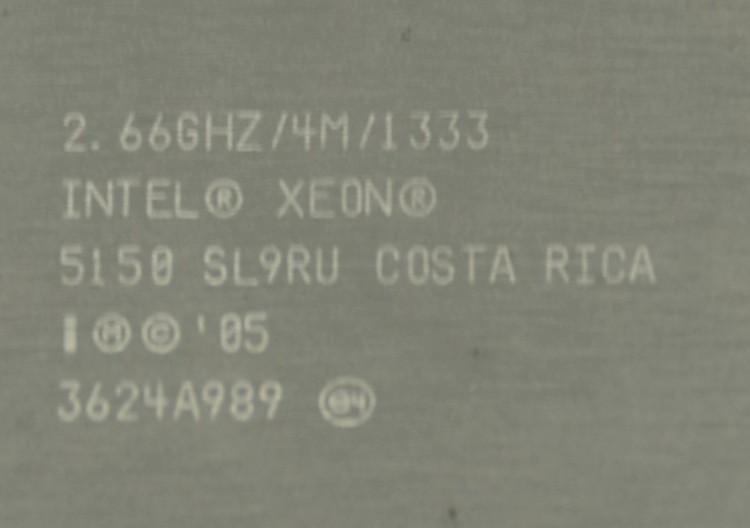 2.66GHZ/4M/1333
INTEL® XEON®
5150 SL9RU COSTA RICA
i Ⓜ © '05
3624A989 (e4)